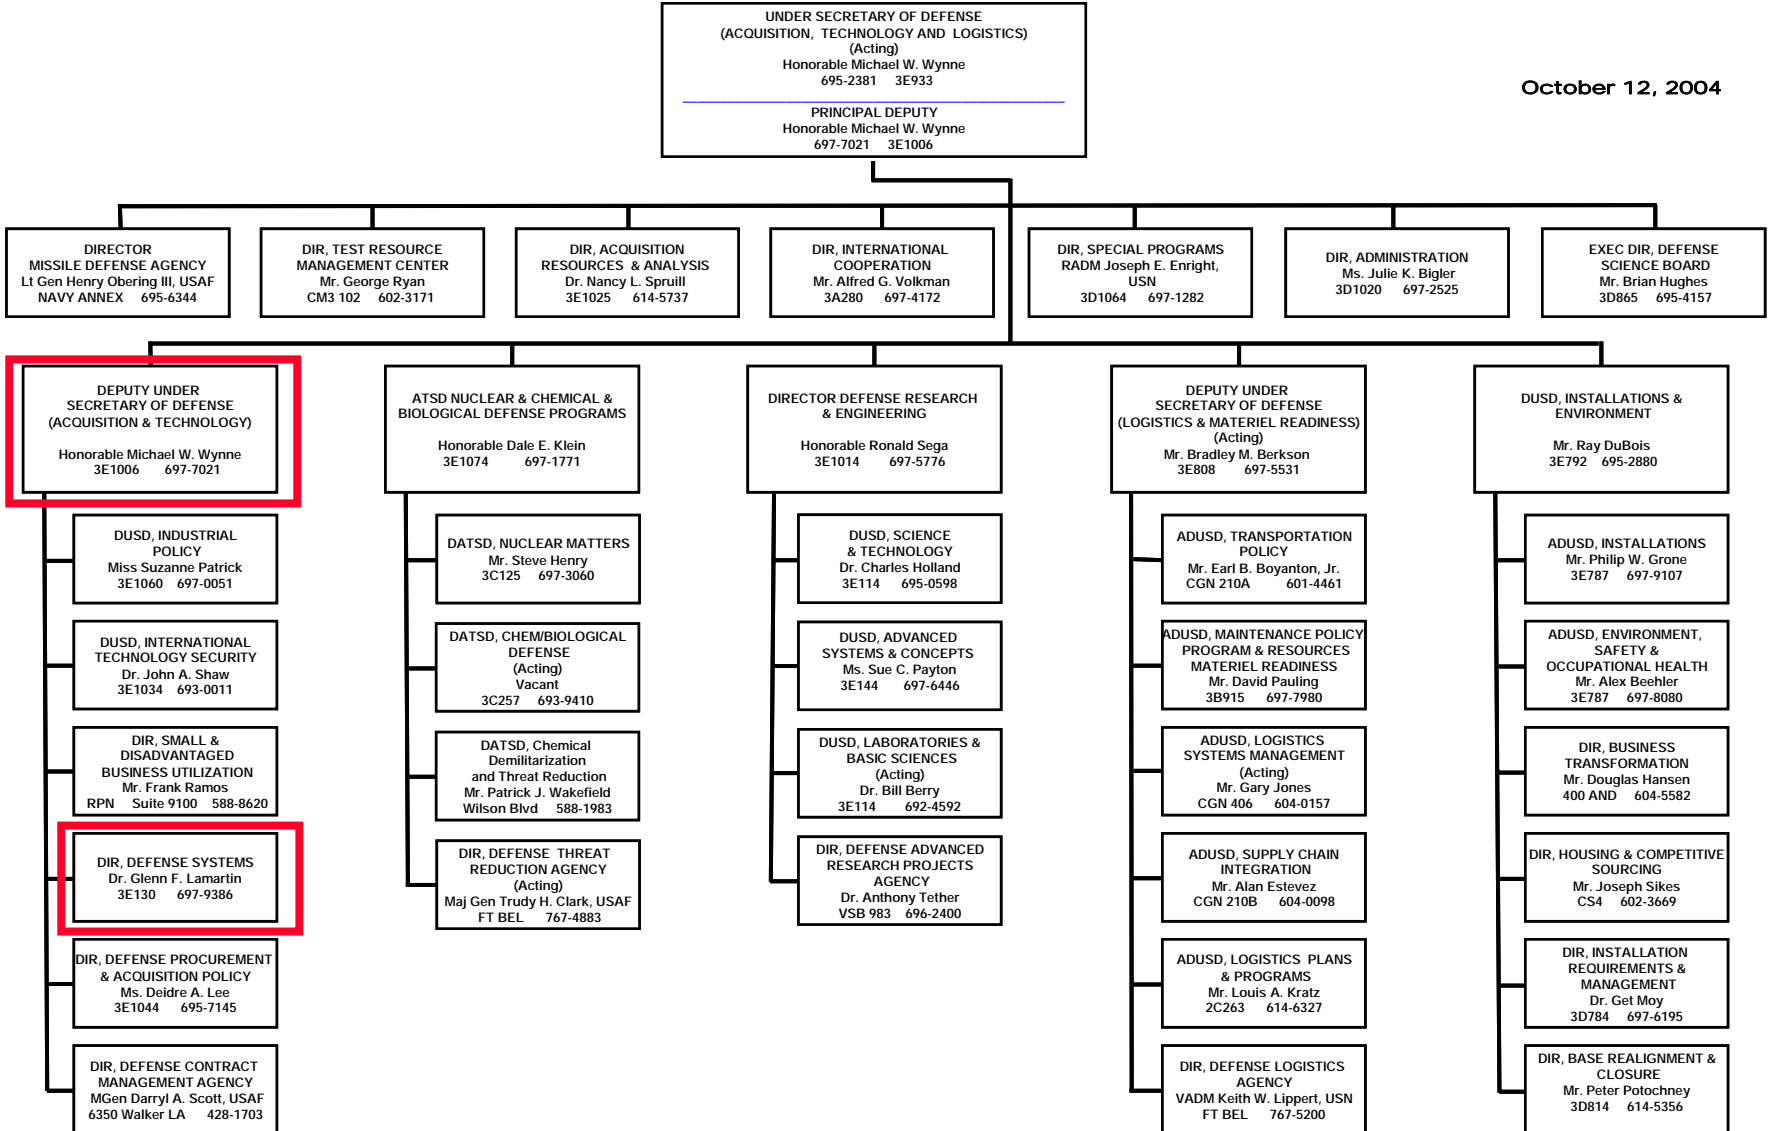 UNDER SECRETARY OF DEFENSE
(ACQUISITION, TECHNOLOGY AND LOGISTICS)
(Acting)
Honorable Michael W. Wynne
695-2381 3E933
PRINCIPAL DEPUTY
Honorable Michael W. Wynne
697-7021 3E1006
October 12, 2004
DIRECTOR
MISSILE DEFENSE AGENCY
Lt Gen Henry Obering III, USAF
NAVY ANNEX 695-6344
DIR, TEST RESOURCE
MANAGEMENT CENTER
Mr. George Ryan
CM3 102 602-3171
DIR, ACQUISITION
RESOURCES & ANALYSIS
Dr. Nancy L. Spruill
3E1025 614-5737
DIR, INTERNATIONAL
COOPERATION
Mr. Alfred G. Volkman
3A280 697-4172
DIR, SPECIAL PROGRAMS
RADM Joseph E. Enright,
USN
3D1064 697-1282
DIR, ADMINISTRATION
Ms. Julie K. Bigler
3D1020 697-2525
EXEC DIR, DEFENSE
SCIENCE BOARD
Mr. Brian Hughes
3D865 695-4157
DEPUTY UNDER
SECRETARY OF DEFENSE
(ACQUISITION & TECHNOLOGY)
Honorable Michael W. Wynne
3E1006 697-7021
DUSD, INDUSTRIAL
POLICY
Miss Suzanne Patrick
3E1060 697-0051
DUSD, INTERNATIONAL
TECHNOLOGY SECURITY
Dr. John A. Shaw
3E1034 693-0011
DIR, SMALL &
DISADVANTAGED
BUSINESS UTILIZATION
Mr. Frank Ramos
RPN Suite 9100 588-8620
DIR, DEFENSE SYSTEMS
Dr. Glenn F. Lamartin
3E130 697-9386
DIR, DEFENSE PROCUREMENT
& ACQUISITION POLICY
Ms. Deidre A. Lee
3E1044 695-7145
DIR, DEFENSE CONTRACT
MANAGEMENT AGENCY
MGen Darryl A. Scott, USAF
6350 Walker LA 428-1703
ATSD NUCLEAR & CHEMICAL &
BIOLOGICAL DEFENSE PROGRAMS
Honorable Dale E. Klein
3E1074 697-1771
DATSD, NUCLEAR MATTERS
Mr. Steve Henry
3C125 697-3060
DATSD, CHEM/BIOLOGICAL
DEFENSE
(Acting)
Vacant
3C257 693-9410
DATSD, Chemical
Demilitarization
and Threat Reduction
Mr. Patrick J. Wakefield
Wilson Blvd 588-1983
DIR, DEFENSE THREAT
REDUCTION AGENCY
(Acting)
Maj Gen Trudy H. Clark, USAF
FT BEL 767-4883
DIRECTOR DEFENSE RESEARCH
& ENGINEERING
Honorable Ronald Sega
3E1014 697-5776
DUSD, SCIENCE
& TECHNOLOGY
Dr. Charles Holland
3E114 695-0598
DUSD, ADVANCED
SYSTEMS & CONCEPTS
Ms. Sue C. Payton
3E144 697-6446
DUSD, LABORATORIES &
BASIC SCIENCES
(Acting)
Dr. Bill Berry
3E114 692-4592
DIR, DEFENSE ADVANCED
RESEARCH PROJECTS
AGENCY
Dr. Anthony Tether
VSB 983 696-2400
DEPUTY UNDER
SECRETARY OF DEFENSE
(LOGISTICS & MATERIEL READINESS)
(Acting)
Mr. Bradley M. Berkson
3E808 697-5531
ADUSD, TRANSPORTATION
POLICY
Mr. Earl B. Boyanton, Jr.
CGN 210A 601-4461
ADUSD, MAINTENANCE POLICY
PROGRAM & RESOURCES
MATERIEL READINESS
Mr. David Pauling
3B915 697-7980
ADUSD, LOGISTICS
SYSTEMS MANAGEMENT
(Acting)
Mr. Gary Jones
CGN 406 604-0157
ADUSD, SUPPLY CHAIN
INTEGRATION
Mr. Alan Estevez
CGN 210B 604-0098
ADUSD, LOGISTICS PLANS
& PROGRAMS
Mr. Louis A. Kratz
2C263 614-6327
DIR, DEFENSE LOGISTICS
AGENCY
VADM Keith W. Lippert, USN
FT BEL 767-5200
DUSD, INSTALLATIONS &
ENVIRONMENT
Mr. Ray DuBois
3E792 695-2880
ADUSD, INSTALLATIONS
Mr. Philip W. Grone
3E787 697-9107
ADUSD, ENVIRONMENT,
SAFETY &
OCCUPATIONAL HEALTH
Mr. Alex Beehler
3E787 697-8080
DIR, BUSINESS
TRANSFORMATION
Mr. Douglas Hansen
400 AND 604-5582
DIR, HOUSING & COMPETITIVE
SOURCING
Mr. Joseph Sikes
CS4 602-3669
DIR, INSTALLATION
REQUIREMENTS &
MANAGEMENT
Dr. Get Moy
3D784 697-6195
DIR, BASE REALIGNMENT &
CLOSURE
Mr. Peter Potochney
3D814 614-5356